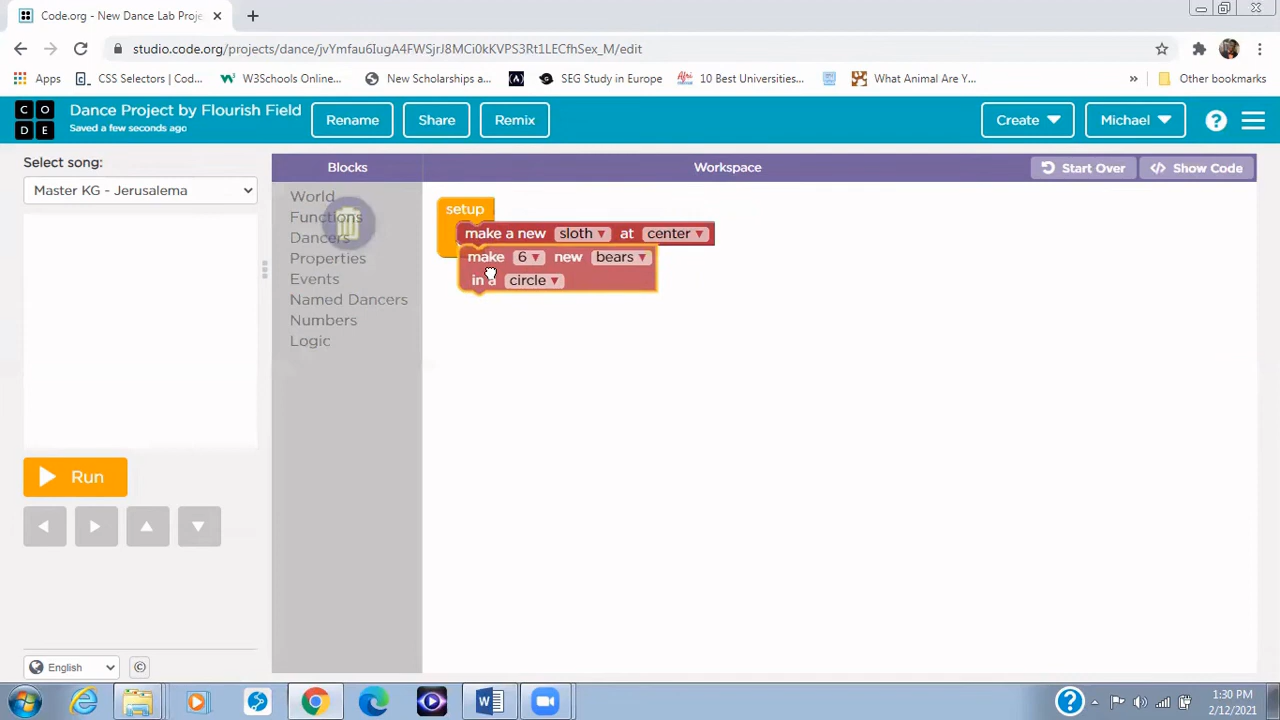 Code.org - New Dance Lab Proje
studio.code.org/projects/dance/jvYmfau6IugA4FWSjrJ8MCi0kKVPS3Rt1LECfhSex_M/edit
Apps
CSS Selectors | Cod...
W3Schools Online...
New Scholarships a...
SEG Study in Europe
10 Best Universities...
What Animal Are Y...
»
Other bookmarks
C O D E
Dance Project by Flourish Field
Saved a few seconds ago
Rename
Share
Remix
Create
Michael
?
Select song:
Master KG - Jerusalema
Blocks
Workspace
Start Over
</> Show Code
World
Functions
Dancers
Properties
Events
Named Dancers
Numbers
Logic
setup
make a new sloth at center
make 6 new bears
in a circle
Run
English
©
1:30 PM
2/12/2021